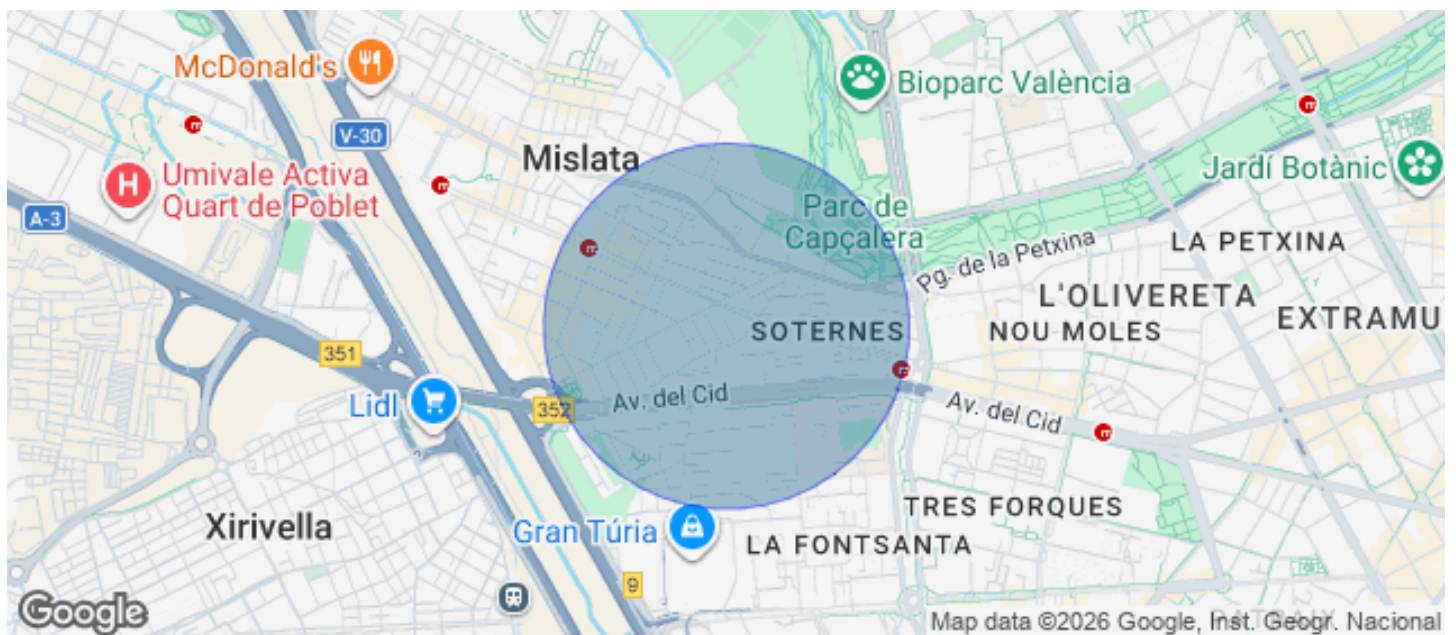 McDonald's
Bioparc València
V-30
Mislata
Umivale Activa
Quart de Poblet
Jardí Botànic
A-3
Parc de
Capçalera
LA PETXINA
Pg. de la Petxina
L'OLIVERETA
EXTRAMU
SOTERNES
NOU MOLES
351
Lidl
352
Av. del Cid
Av. del Cid
Xirivella
Gran Túria
TRES FORQUES
LA FONTSANTA
9
Google
Map data ©2026 Google, Inst. Geogr. Nacional